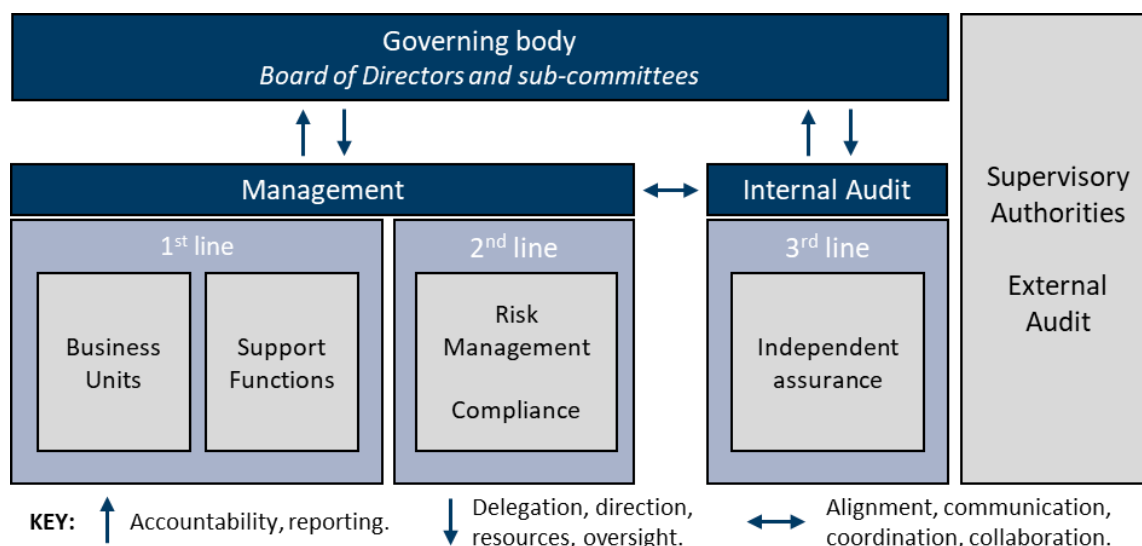 Governing body
Board of Directors and sub-committees
Management
Internal Audit
Supervisory
Authorities
External
Audit
1st line
2nd line
3rd line
Business
Units
Support
Functions
Risk
Management
Compliance
Independent
assurance
KEY:
Accountability, reporting.
Delegation, direction,
resources, oversight.
Alignment, communication,
coordination, collaboration.